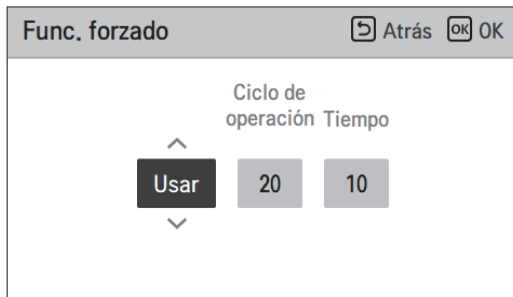 Func. forzado
Atrás OK OK
Ciclo de
operación Tiempo
Usar 20 10